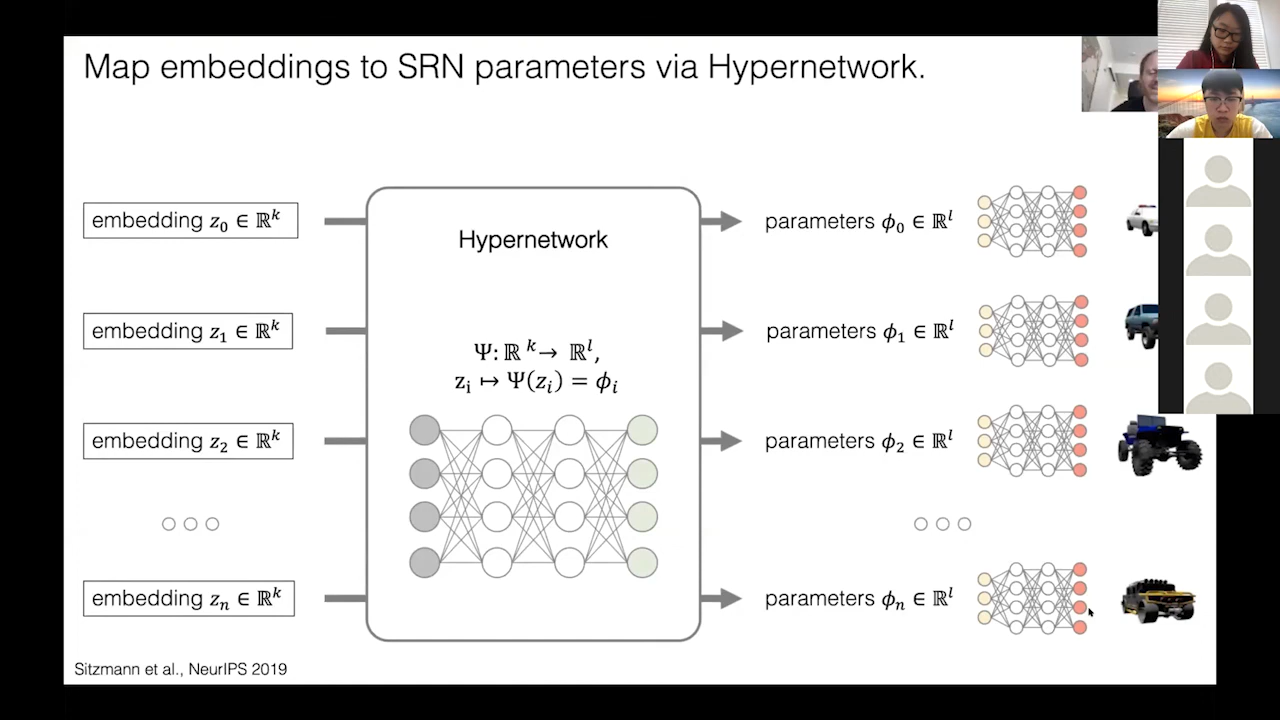 Map embeddings to SRN parameters via Hypernetwork.
embedding z₀ ∈ ℝᵏ
Hypernetwork
parameters ϕ₀ ∈ ℝˡ
embedding z₁ ∈ ℝᵏ
Ψ: ℝ ᵏ→ ℝˡ,
zᵢ ↦ Ψ(zᵢ) = ϕᵢ
parameters ϕ₁ ∈ ℝˡ
embedding z₂ ∈ ℝᵏ
parameters ϕ₂ ∈ ℝˡ
embedding zₙ ∈ ℝᵏ
parameters ϕₙ ∈ ℝˡ
Sitzmann et al., NeurIPS 2019